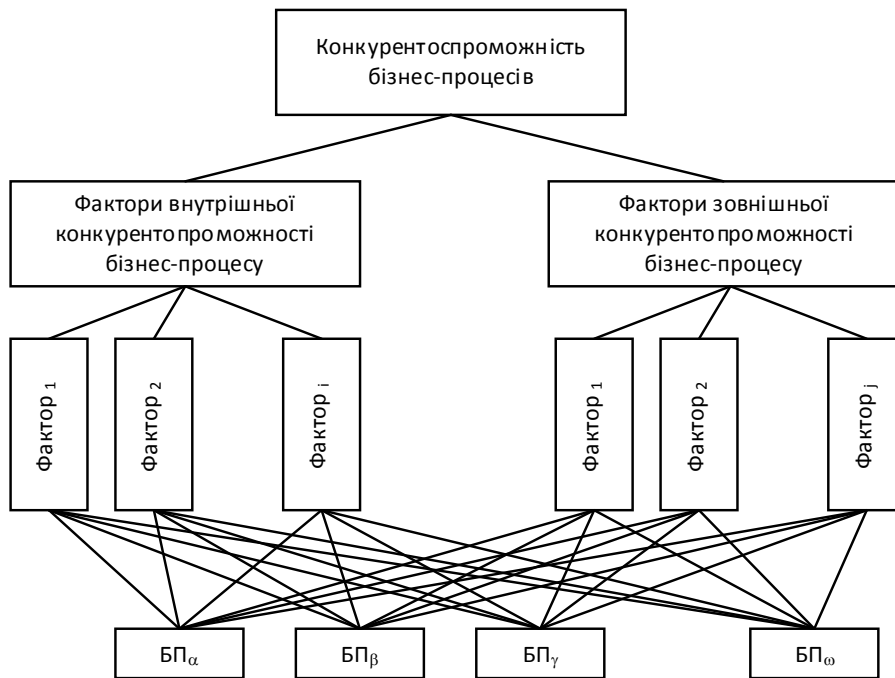 Конкурентоспроможність
бізнес-процесів
Фактори внутрішньої
конкурентопроможності
бізнес-процесу
Фактори зовнішньої
конкурентопроможності
бізнес-процесу
Фактор 1
Фактор 2
Фактор i
Фактор 1
Фактор 2
Фактор j
БПα
БПβ
БПγ
БПω